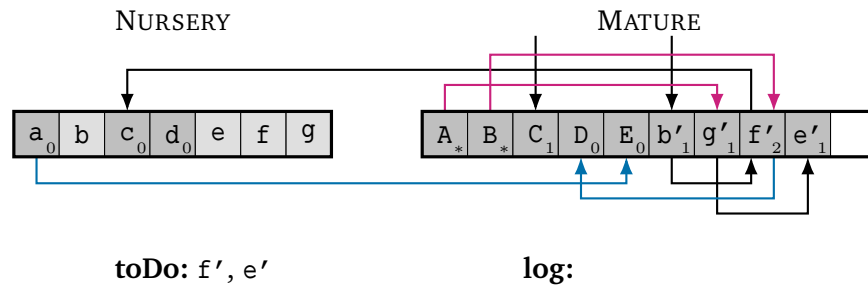 NURSERY MATURE
a₀ b c₀ d₀ e f g A* B* C₁ D₀ E₀ b′₁ g′₁ f′₂ e′₁
toDo: f′, e′ log: